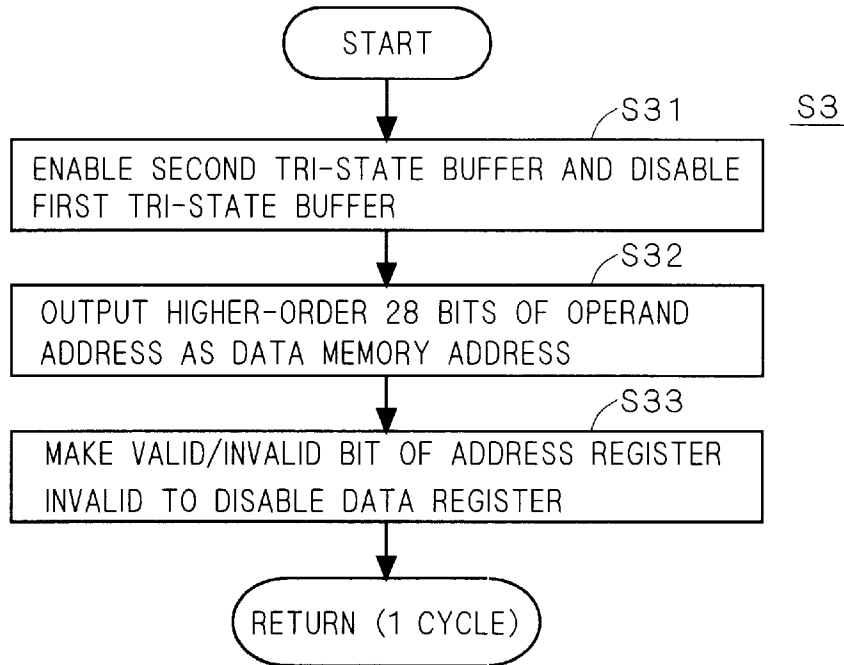 START
S31
S3
ENABLE SECOND TRI-STATE BUFFER AND DISABLE
FIRST TRI-STATE BUFFER
S32
OUTPUT HIGHER-ORDER 28 BITS OF OPERAND
ADDRESS AS DATA MEMORY ADDRESS
S33
MAKE VALID/INVALID BIT OF ADDRESS REGISTER
INVALID TO DISABLE DATA REGISTER
RETURN (1 CYCLE)